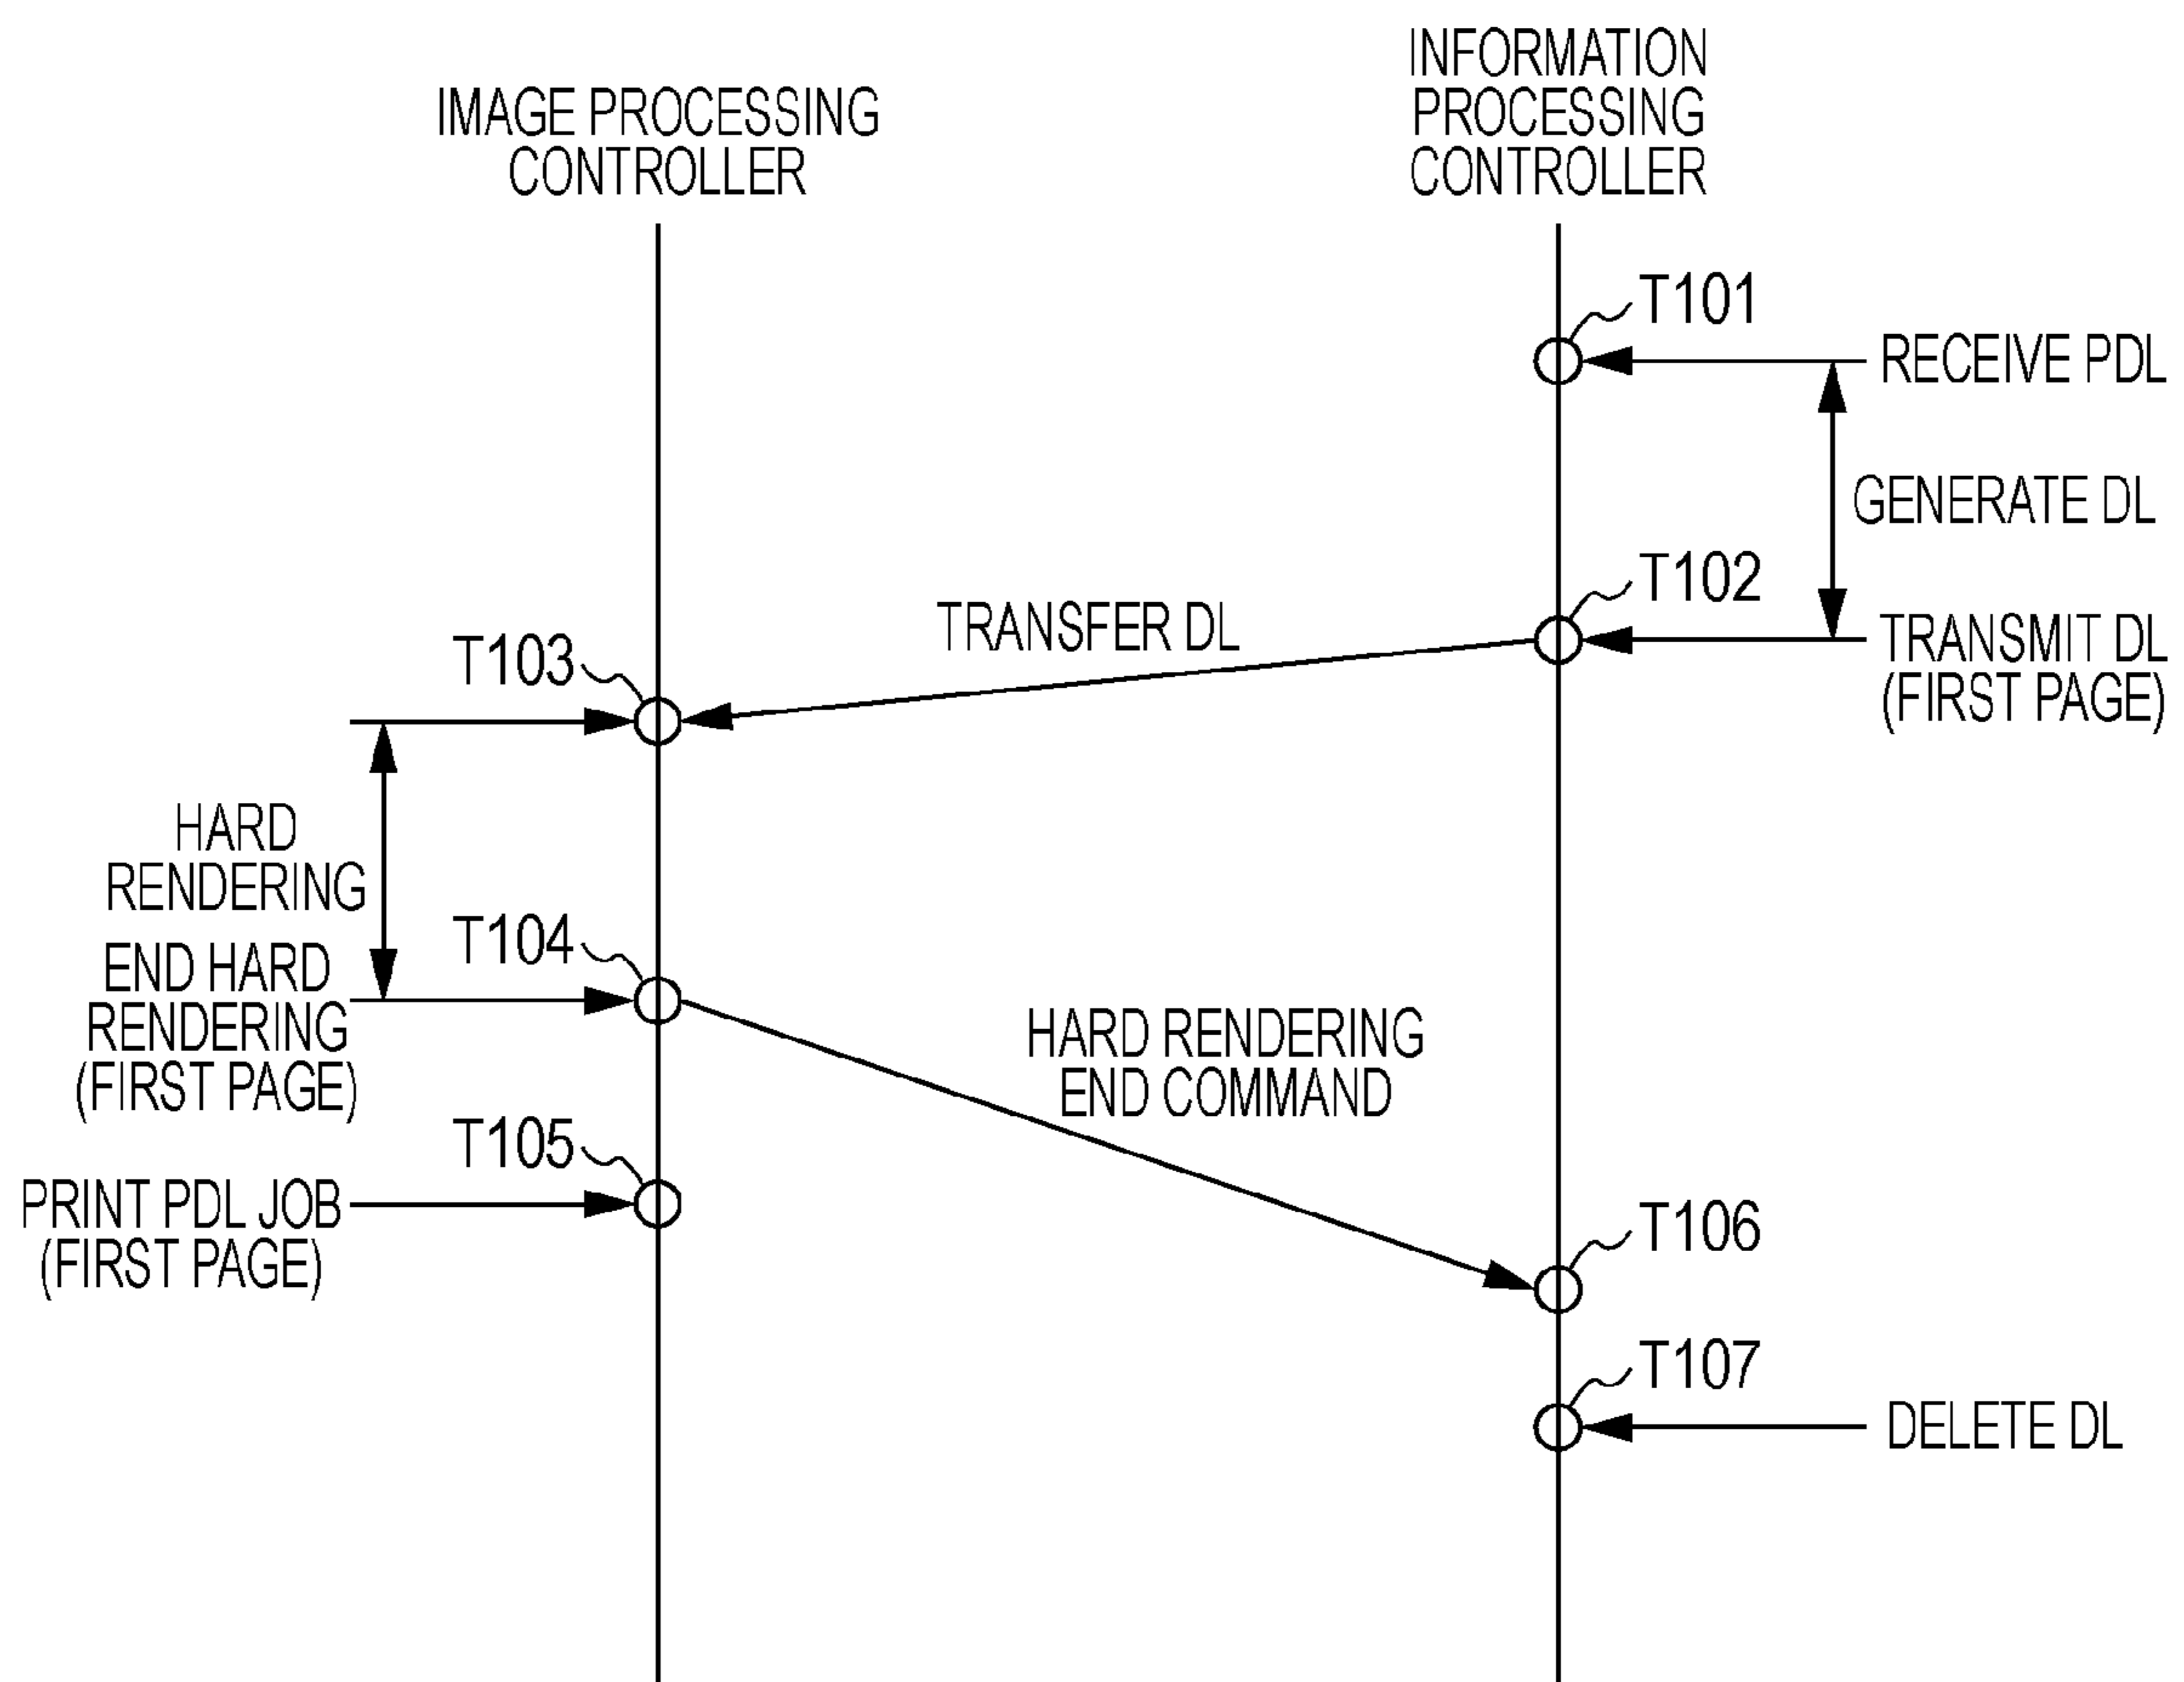 IMAGE PROCESSING
CONTROLLER
INFORMATION
PROCESSING
CONTROLLER
T101
RECEIVE PDL
GENERATE DL
T102
TRANSMIT DL
(FIRST PAGE)
TRANSFER DL
T103
HARD
RENDERING
T104
END HARD
RENDERING
(FIRST PAGE)
HARD RENDERING
END COMMAND
T105
PRINT PDL JOB
(FIRST PAGE)
T106
T107
DELETE DL